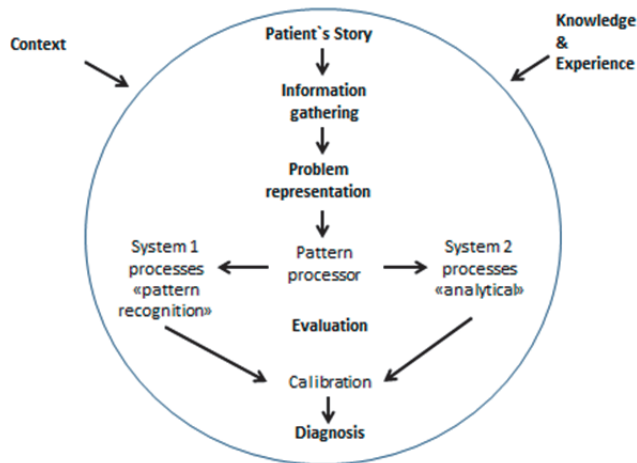 Context
Knowledge
&
Experience
Patient`s Story
Information
gathering
Problem
representation
System 1
processes
«pattern
recognition»
Pattern
processor
System 2
processes
«analytical»
Evaluation
Calibration
Diagnosis